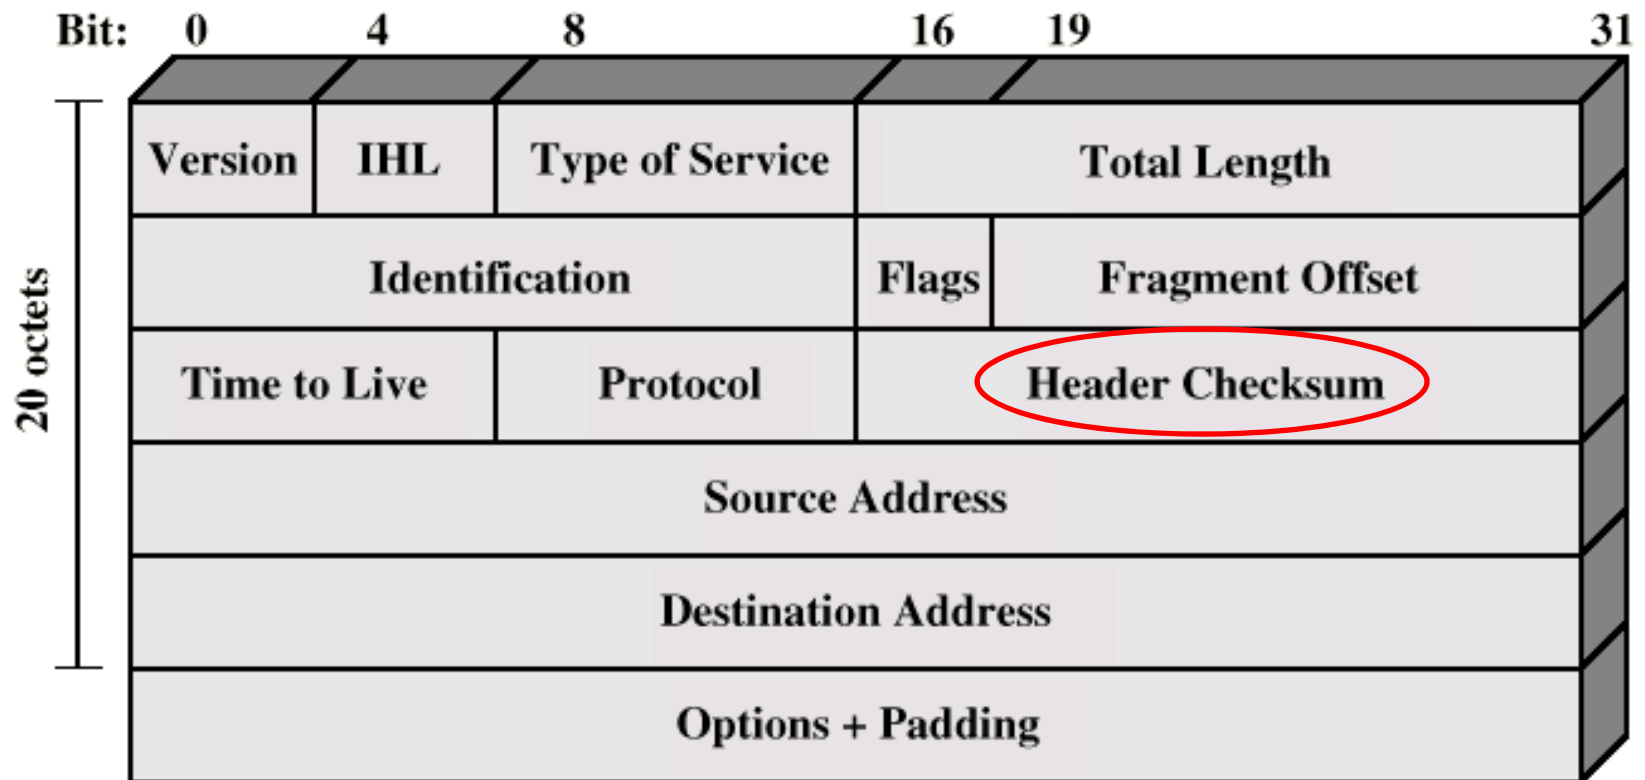 Bit: 0 4 8 16 19 31
Version IHL Type of Service Total Length
Identification Flags Fragment Offset
Time to Live Protocol Header Checksum
Source Address
Destination Address
Options + Padding
20 octets